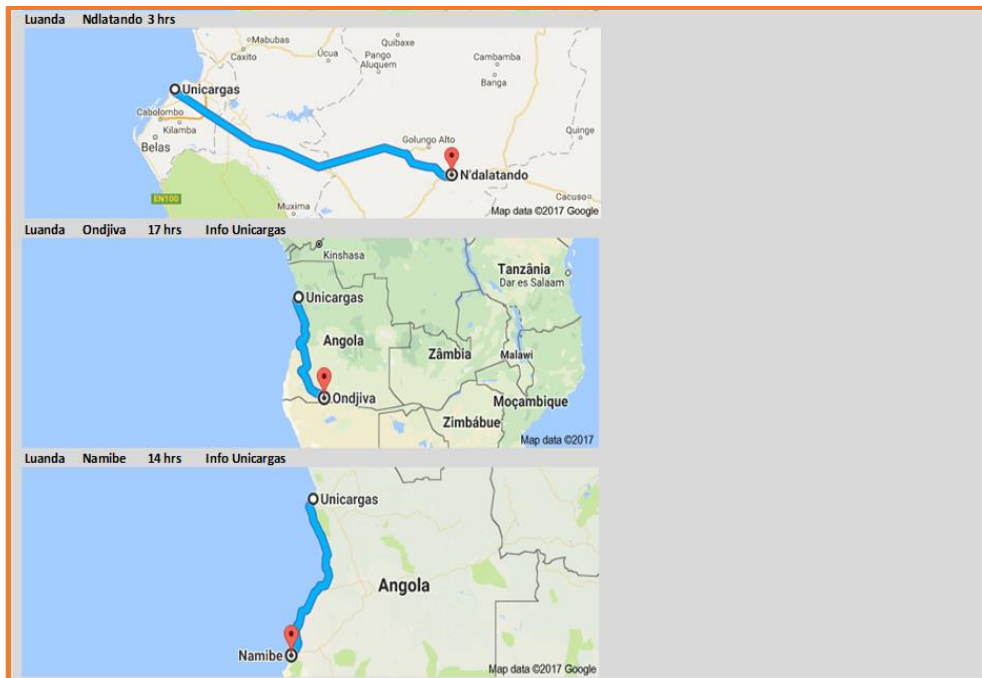 Luanda Ndlatando 3 hrs
Mabubas
Quibaxe
Caxito
Úcua
Pango
Aluquem
Cambamba
Banga
Unicargas
Cabolombo
Kilamba
Belas
Golungo Alto
Quinge
N'dalatando
EN100
Muxima
Cacuso
Map data ©2017 Google
Luanda Ondjiva 17 hrs Info Unicargas
Kinshasa
Tanzânia
Dar es Salaam
Unicargas
Angola
Zâmbia
Malawi
Ondjiva
Moçambique
Zimbábue
Map data ©2017
Luanda Namibe 14 hrs Info Unicargas
Unicargas
Angola
Namibe
Map data ©2017 Google